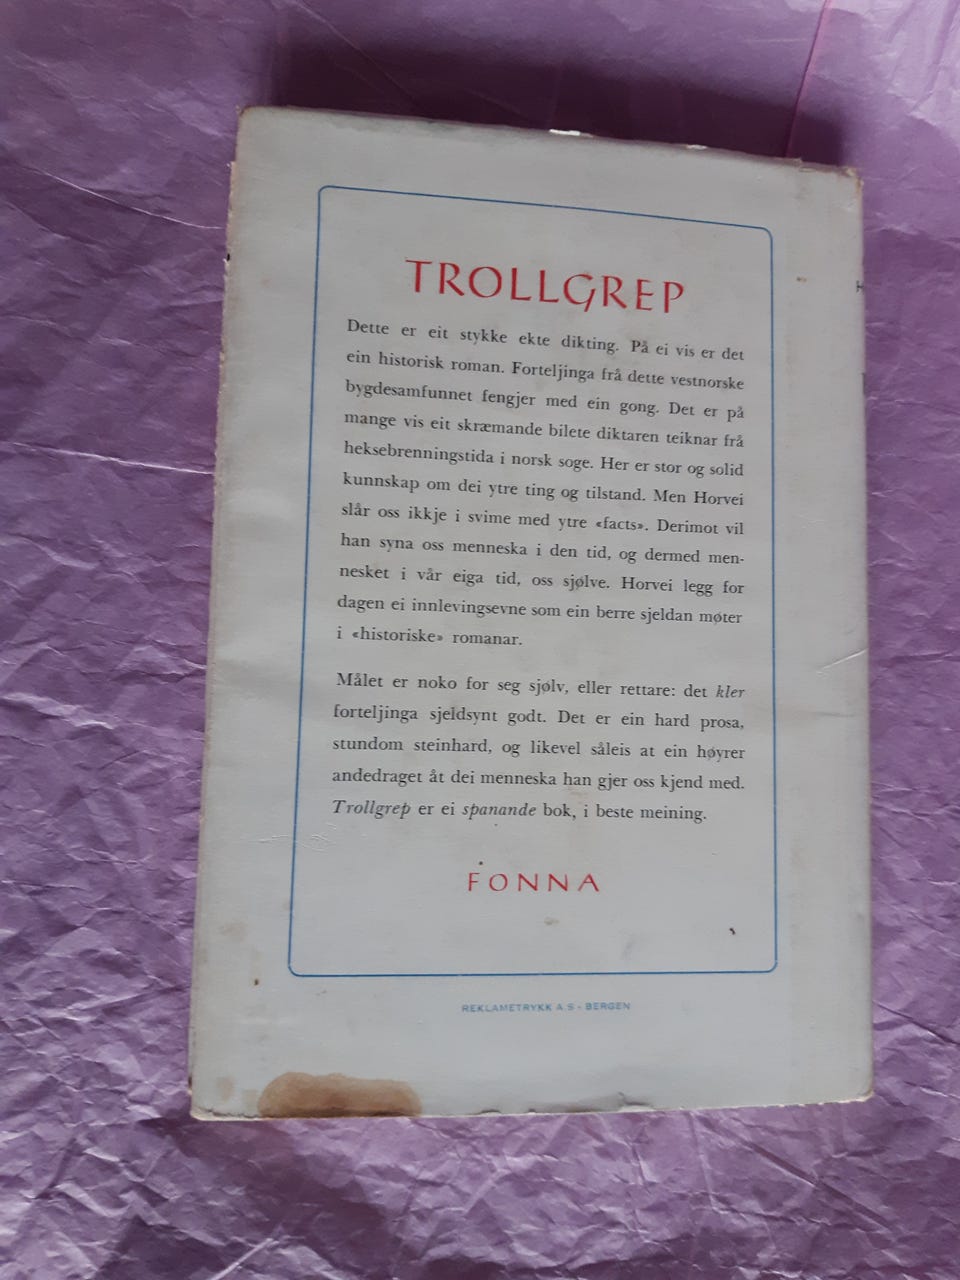 TROLLGREP
Dette er eit stykke ekte dikting. På ei vis er det
ein historisk roman. Forteljinga frå dette vestnorske
bygdesamfunnet fengjer med ein gong. Det er på
mange vis eit skræmande bilete diktaren teiknar frå
heksebrenningstida i norsk soge. Her er stor og solid
kunnskap om dei ytre ting og tilstand. Men Horvei
slår oss ikkje i svime med ytre «facts». Derimot vil
han syna oss menneska i den tid, og dermed men-
nesket i vår eiga tid, oss sjølve. Horvei legg for
dagen ei innlevingsevne som ein berre sjeldan møter
i «historiske» romanar.
Målet er noko for seg sjølv, eller rettare: det kler
forteljinga sjeldsynt godt. Det er ein hard prosa,
stundom steinhard, og likevel såleis at ein høyrer
andedraget åt dei menneska han gjer oss kjend med.
Trollgrep er ei spanande bok, i beste meining.
FONNA
REKLAMETRYKK A.S - BERGEN
H